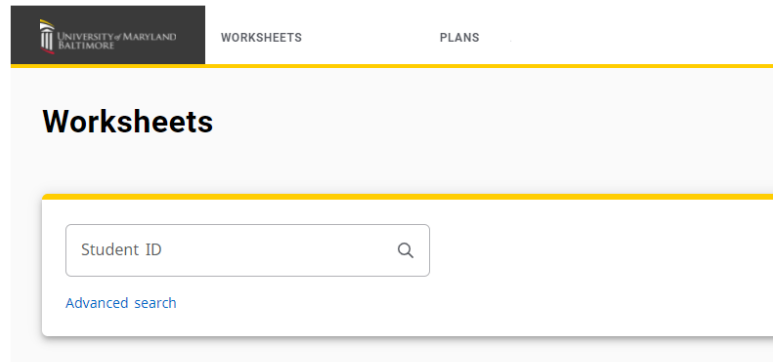 UNIVERSITY of MARYLAND
BALTIMORE
WORKSHEETS
PLANS
Worksheets
Student ID
Advanced search